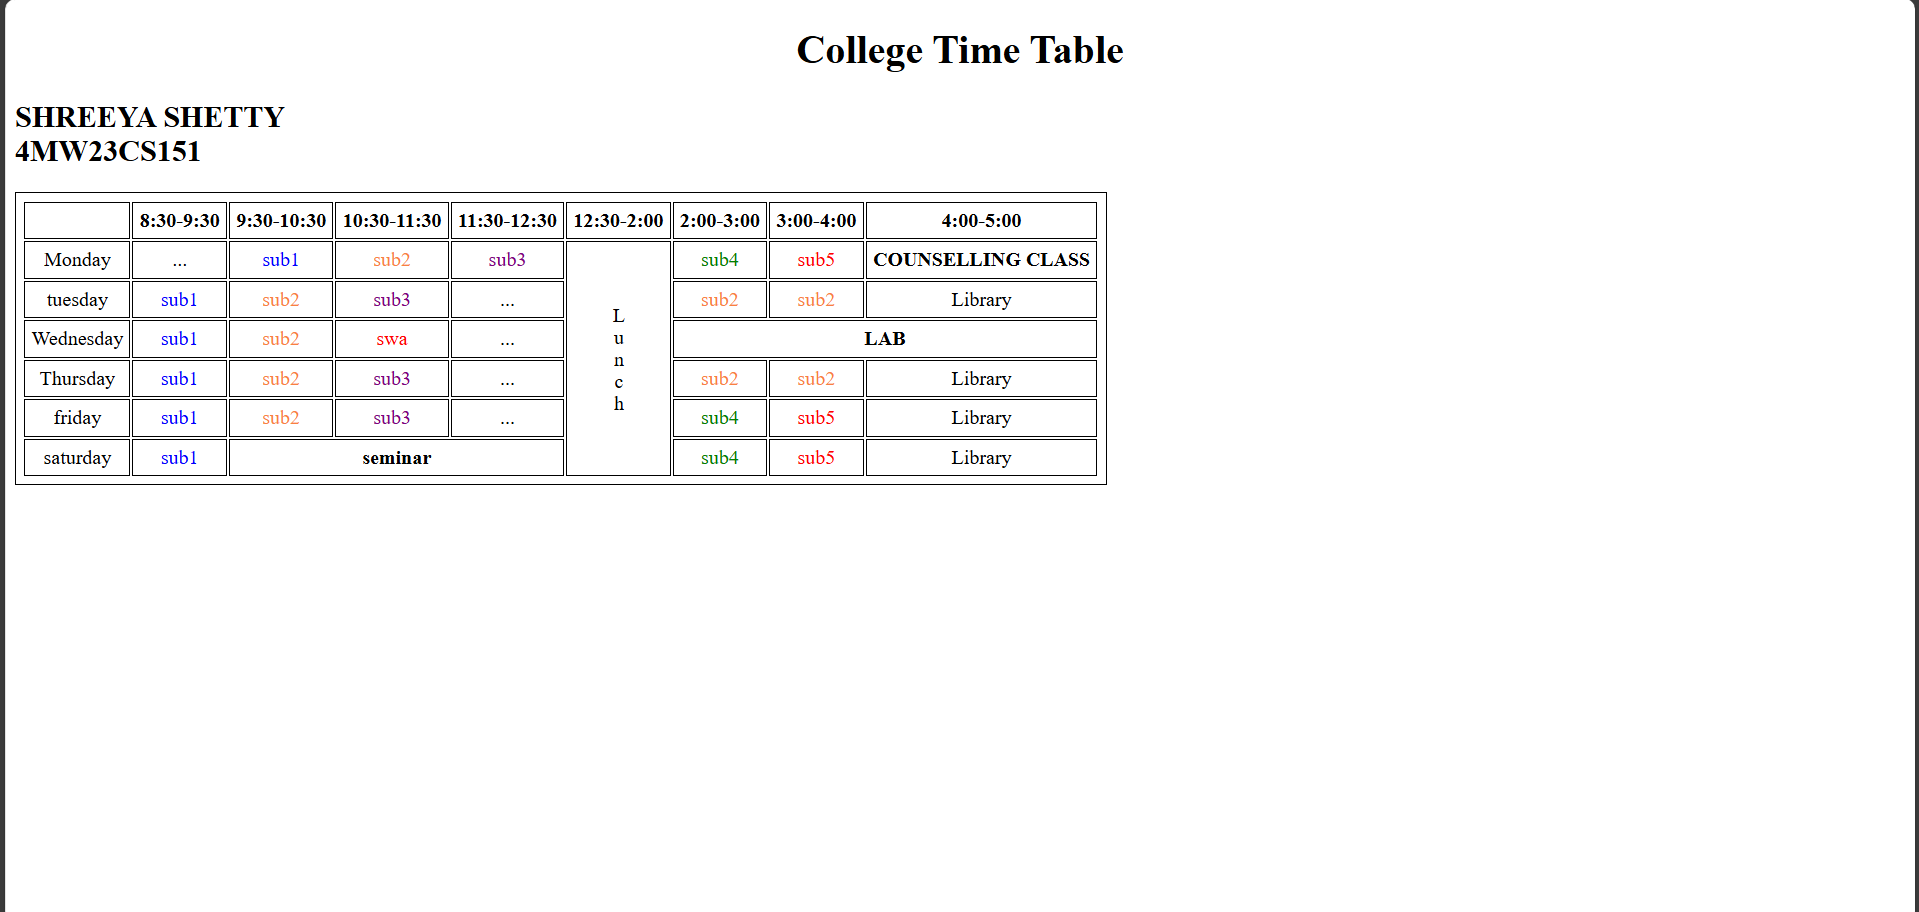 College Time Table
SHREEYA SHETTY
4MW23CS151
8:30-9:30 9:30-10:30 10:30-11:30 11:30-12:30 12:30-2:00 2:00-3:00 3:00-4:00 4:00-5:00
Monday ... sub1 sub2 sub3 L u n c h sub4 sub5 COUNSELLING CLASS
tuesday sub1 sub2 sub3 ... sub2 sub2 Library
Wednesday sub1 sub2 swa ... LAB
Thursday sub1 sub2 sub3 ... sub2 sub2 Library
friday sub1 sub2 sub3 ... sub4 sub5 Library
saturday sub1 seminar sub4 sub5 Library